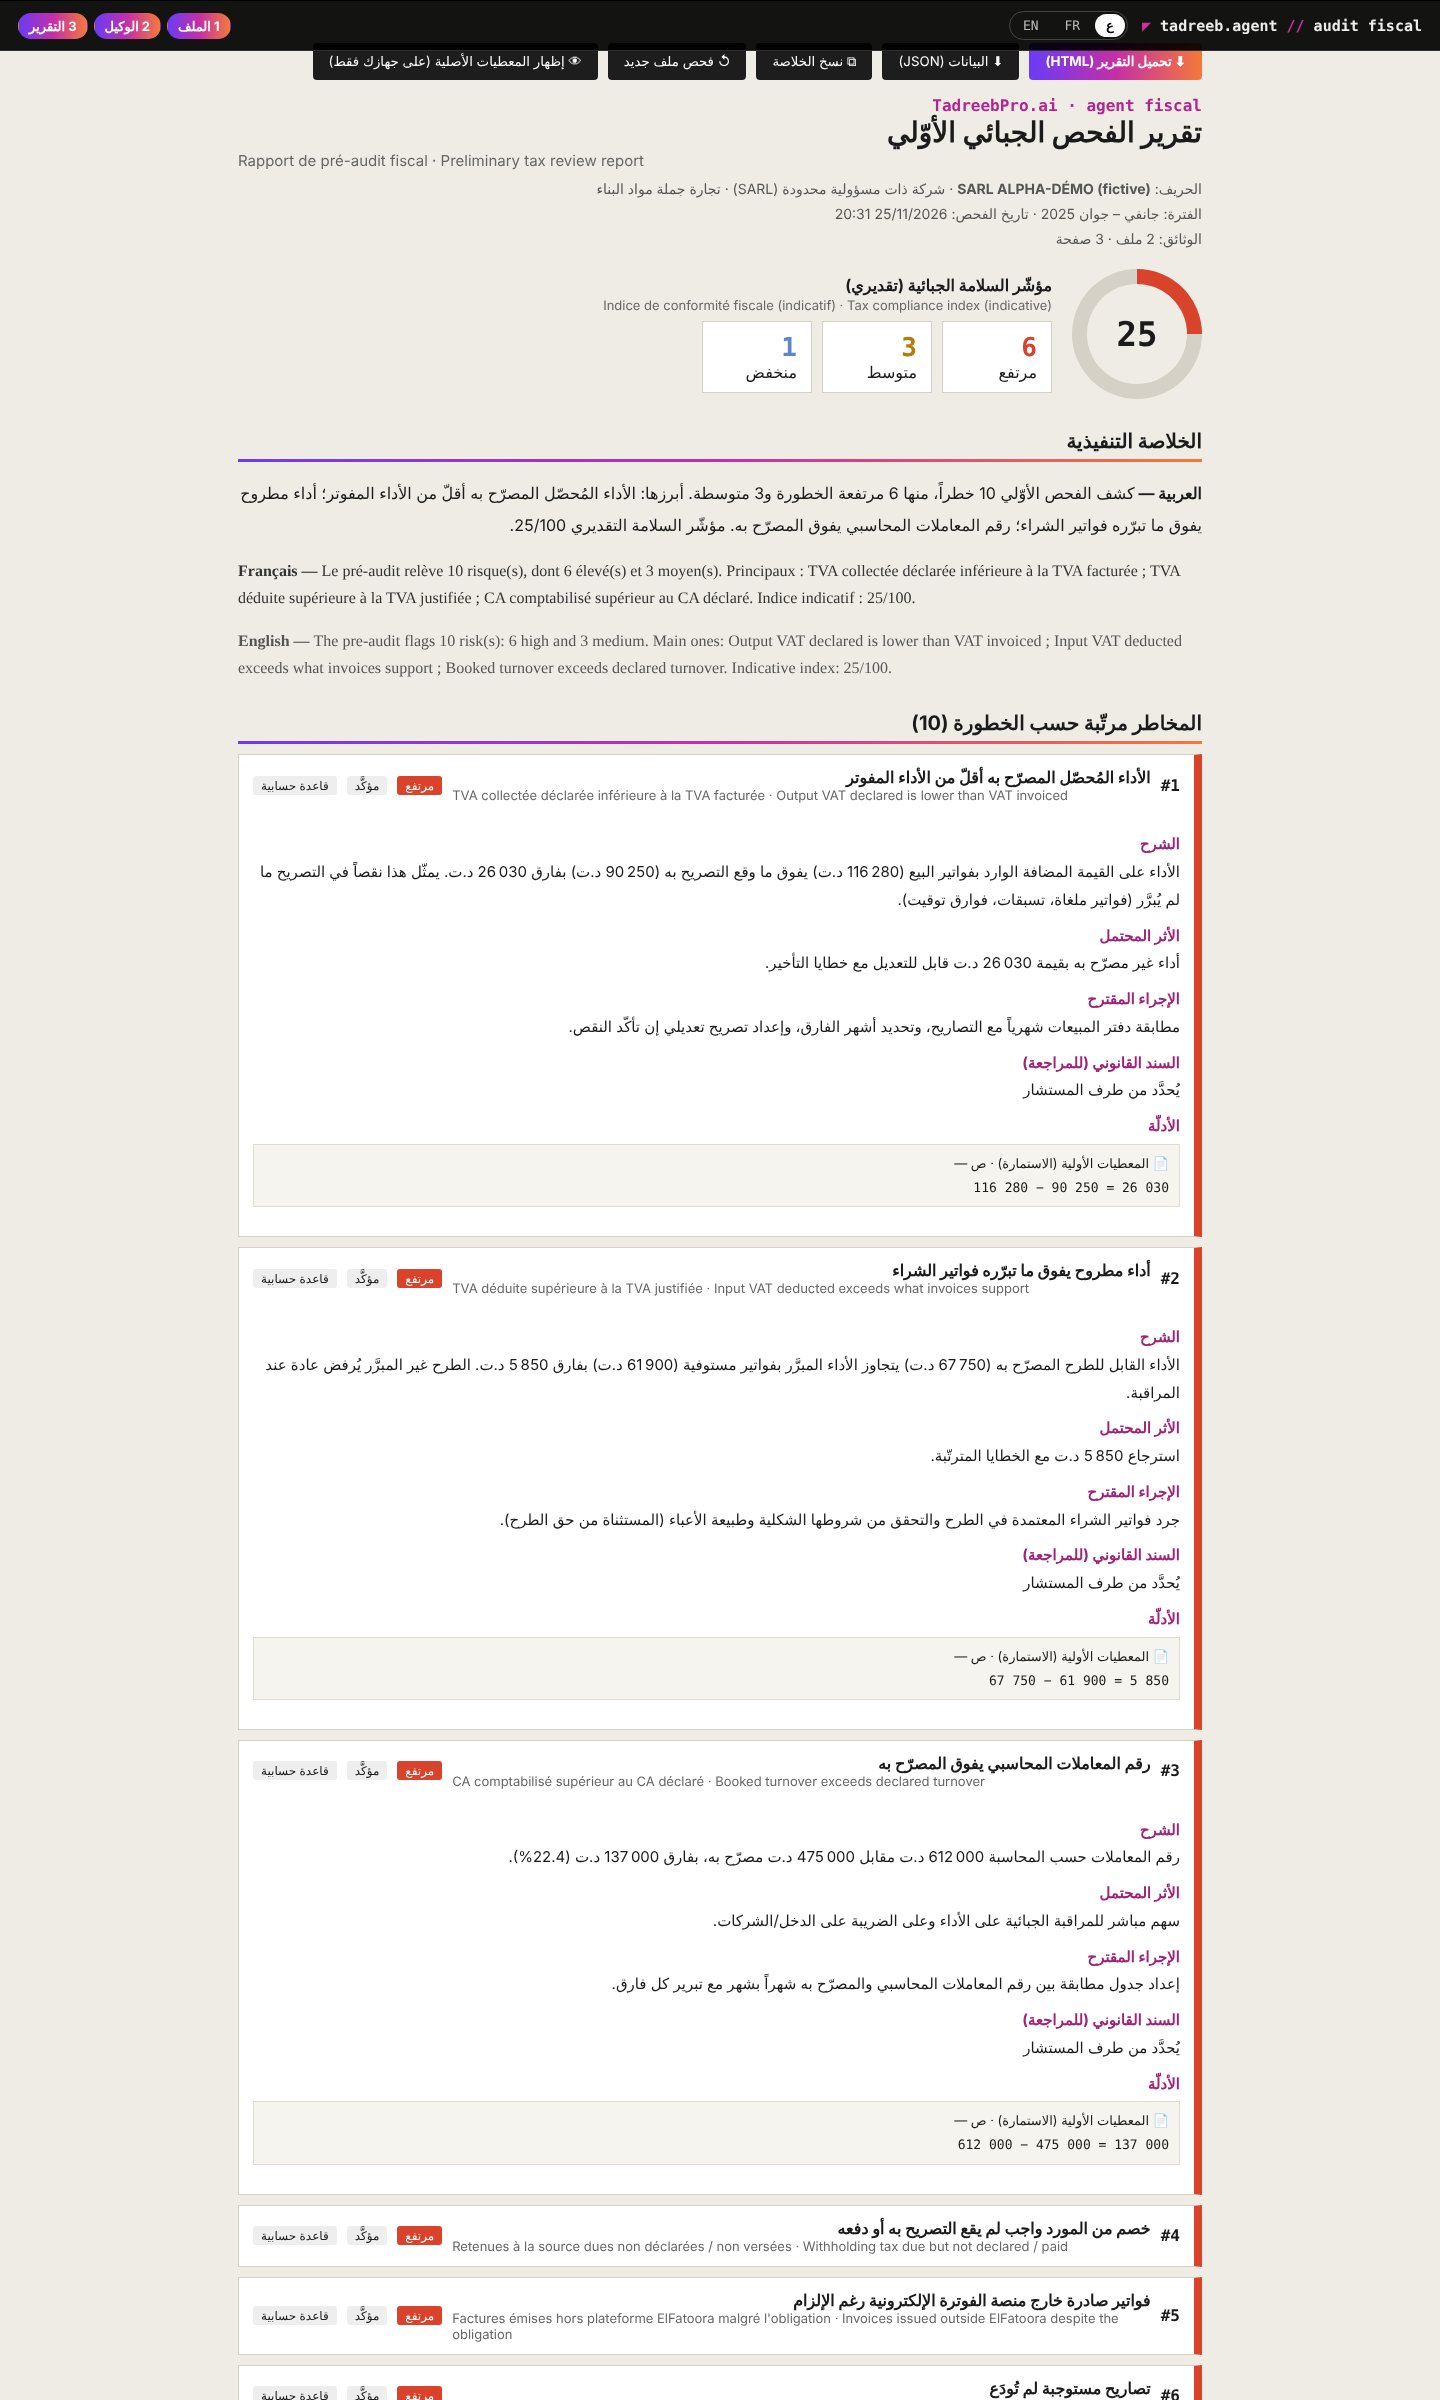 tadreeb.agent // audit fiscal
ع FR EN
1 الملف 2 الوكيل 3 التقرير
⬇ تحميل التقرير (HTML) ⬇ البيانات (JSON) ⧉ نسخ الخلاصة ↺ فحص ملف جديد 👁 إظهار المعطيات الأصلية (على جهازك فقط)
TadreebPro.ai · agent fiscal
تقرير الفحص الجبائي الأوّلي
Rapport de pré-audit fiscal · Preliminary tax review report
الحريف: SARL ALPHA-DÉMO (fictive) · شركة ذات مسؤولية محدودة (SARL) · تجارة جملة مواد البناء
الفترة: جانفي – جوان 2025 · تاريخ الفحص: 25/11/2026 20:31
الوثائق: 2 ملف · 3 صفحة
25
مؤشّر السلامة الجبائية (تقديري)
Indice de conformité fiscale (indicatif) · Tax compliance index (indicative)
6 مرتفع
3 متوسط
1 منخفض
الخلاصة التنفيذية
العربية — كشف الفحص الأوّلي 10 خطراً، منها 6 مرتفعة الخطورة و3 متوسطة. أبرزها: الأداء المُحصّل المصرّح به أقلّ من الأداء المفوتر؛ أداء مطروح
يفوق ما تبرّره فواتير الشراء؛ رقم المعاملات المحاسبي يفوق المصرّح به. مؤشّر السلامة التقديري 25/100.
Français — Le pré-audit relève 10 risque(s), dont 6 élevé(s) et 3 moyen(s). Principaux : TVA collectée déclarée inférieure à la TVA facturée ; TVA
déduite supérieure à la TVA justifiée ; CA comptabilisé supérieur au CA déclaré. Indice indicatif : 25/100.
English — The pre-audit flags 10 risk(s): 6 high and 3 medium. Main ones: Output VAT declared is lower than VAT invoiced ; Input VAT deducted
exceeds what invoices support ; Booked turnover exceeds declared turnover. Indicative index: 25/100.
المخاطر مرتّبة حسب الخطورة (10)
#1 الأداء المُحصّل المصرّح به أقلّ من الأداء المفوتر
TVA collectée déclarée inférieure à la TVA facturée · Output VAT declared is lower than VAT invoiced
مرتفع مؤكَّد قاعدة حسابية
الشرح
الأداء على القيمة المضافة الوارد بفواتير البيع (116 280 د.ت) يفوق ما وقع التصريح به (90 250 د.ت) بفارق 26 030 د.ت. يمثّل هذا نقصاً في التصريح ما
لم يُبرَّر (فواتير ملغاة، تسبقات، فوارق توقيت).
الأثر المحتمل
أداء غير مصرّح به بقيمة 26 030 د.ت قابل للتعديل مع خطايا التأخير.
الإجراء المقترح
مطابقة دفتر المبيعات شهرياً مع التصاريح، وتحديد أشهر الفارق، وإعداد تصريح تعديلي إن تأكّد النقص.
السند القانوني (للمراجعة)
يُحدَّد من طرف المستشار
الأدلّة
📄 المعطيات الأولية (الاستمارة) · ص —
116 280 − 90 250 = 26 030
#2 أداء مطروح يفوق ما تبرّره فواتير الشراء
TVA déduite supérieure à la TVA justifiée · Input VAT deducted exceeds what invoices support
مرتفع مؤكَّد قاعدة حسابية
الشرح
الأداء القابل للطرح المصرّح به (67 750 د.ت) يتجاوز الأداء المبرَّر بفواتير مستوفية (61 900 د.ت) بفارق 5 850 د.ت. الطرح غير المبرَّر يُرفض عادة عند
المراقبة.
الأثر المحتمل
استرجاع 5 850 د.ت مع الخطايا المترتّبة.
الإجراء المقترح
جرد فواتير الشراء المعتمدة في الطرح والتحقق من شروطها الشكلية وطبيعة الأعباء (المستثناة من حق الطرح).
السند القانوني (للمراجعة)
يُحدَّد من طرف المستشار
الأدلّة
📄 المعطيات الأولية (الاستمارة) · ص —
67 750 − 61 900 = 5 850
#3 رقم المعاملات المحاسبي يفوق المصرّح به
CA comptabilisé supérieur au CA déclaré · Booked turnover exceeds declared turnover
مرتفع مؤكَّد قاعدة حسابية
الشرح
رقم المعاملات حسب المحاسبة 612 000 د.ت مقابل 475 000 د.ت مصرّح به، بفارق 137 000 د.ت (22.4%).
الأثر المحتمل
سهم مباشر للمراقبة الجبائية على الأداء وعلى الضريبة على الدخل/الشركات.
الإجراء المقترح
إعداد جدول مطابقة بين رقم المعاملات المحاسبي والمصرّح به شهراً بشهر مع تبرير كل فارق.
السند القانوني (للمراجعة)
يُحدَّد من طرف المستشار
الأدلّة
📄 المعطيات الأولية (الاستمارة) · ص —
612 000 − 475 000 = 137 000
#4 خصم من المورد واجب لم يقع التصريح به أو دفعه
Retenues à la source dues non déclarées / non versées · Withholding tax due but not declared / paid
مرتفع مؤكَّد قاعدة حسابية
#5 فواتير صادرة خارج منصة الفوترة الإلكترونية رغم الإلزام
Factures émises hors plateforme ElFatoora malgré l'obligation · Invoices issued outside ElFatoora despite the
obligation
مرتفع مؤكَّد قاعدة حسابية
#6 تصاريح مستوجبة لم تُودَع
مرتفع مؤكَّد قاعدة حسابية